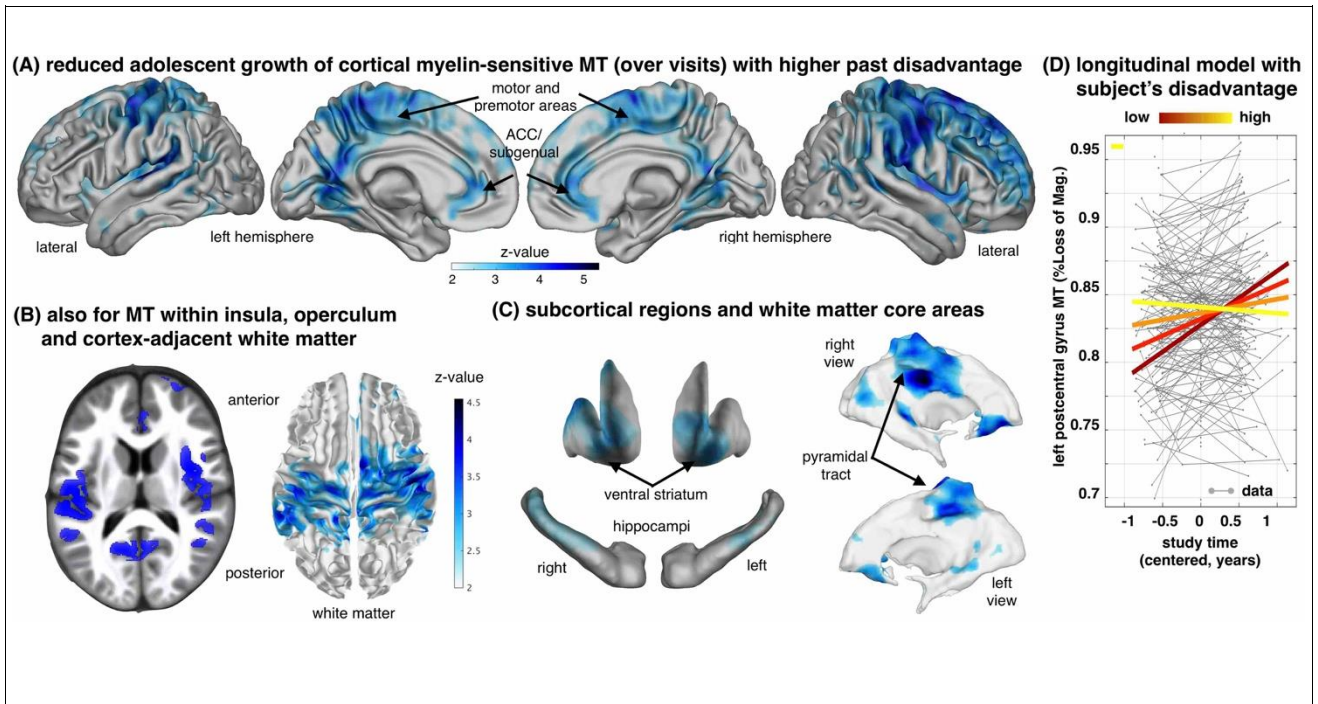 (A) reduced adolescent growth of cortical myelin-sensitive MT (over visits) with higher past disadvantage
motor and
premotor areas
ACC/
subgenual
lateral
left hemisphere
right hemisphere
lateral
z-value
2 3 4 5
(B) also for MT within insula, operculum
and cortex-adjacent white matter
anterior
posterior
white matter
z-value
4.5
4
3.5
3
2.5
2
(C) subcortical regions and white matter core areas
ventral striatum
hippocampi
right
left
right
view
pyramidal
tract
left
view
(D) longitudinal model with
subject's disadvantage
low high
left postcentral gyrus MT (%Loss of Mag.)
0.95
0.9
0.85
0.8
0.75
0.7
data
-1 -0.5 0 0.5 1
study time
(centered, years)